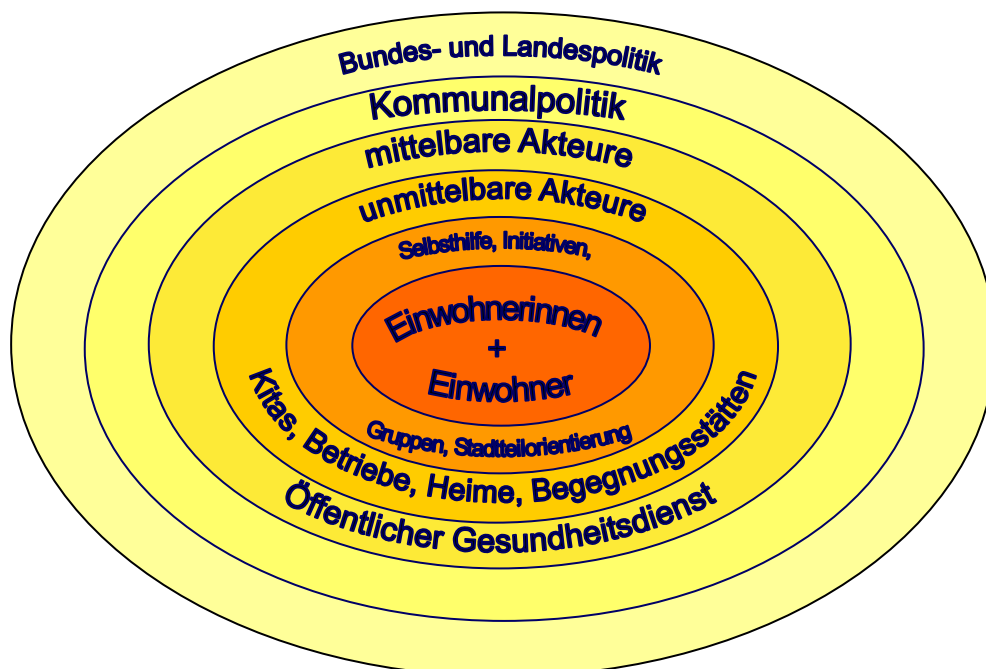 Bundes- und Landespolitik
Kommunalpolitik
mittelbare Akteure
unmittelbare Akteure
Selbsthilfe, Initiativen,
Einwohnerinnen
+
Einwohner
Gruppen, Stadtteilorientierung
Kitas, Betriebe, Heime, Begegnungsstätten
Öffentlicher Gesundheitsdienst